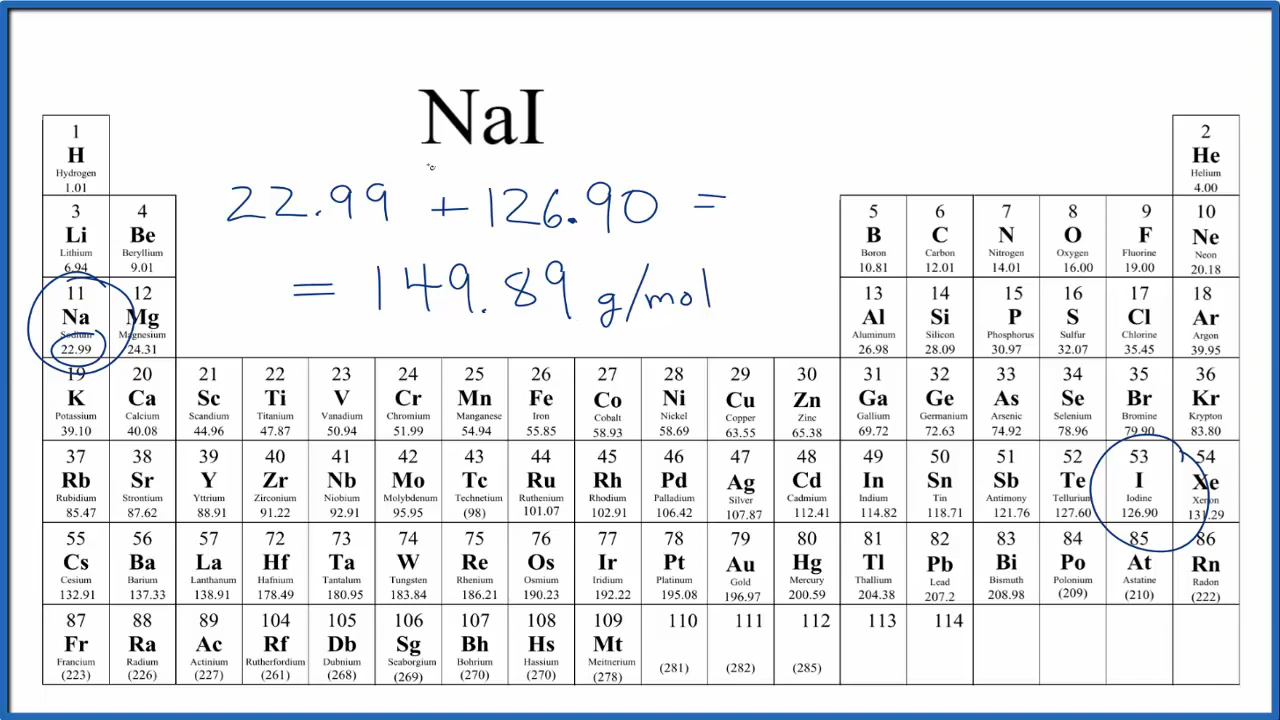 NaI
22.99 + 126.90 =
= 149.89 g/mol
1 H Hydrogen 1.01
2 He Helium 4.00
3 Li Lithium 6.94
4 Be Beryllium 9.01
5 B Boron 10.81
6 C Carbon 12.01
7 N Nitrogen 14.01
8 O Oxygen 16.00
9 F Fluorine 19.00
10 Ne Neon 20.18
11 Na Sodium 22.99
12 Mg Magnesium 24.31
13 Al Aluminum 26.98
14 Si Silicon 28.09
15 P Phosphorus 30.97
16 S Sulfur 32.07
17 Cl Chlorine 35.45
18 Ar Argon 39.95
19 K Potassium 39.10
20 Ca Calcium 40.08
21 Sc Scandium 44.96
22 Ti Titanium 47.87
23 V Vanadium 50.94
24 Cr Chromium 51.99
25 Mn Manganese 54.94
26 Fe Iron 55.85
27 Co Cobalt 58.93
28 Ni Nickel 58.69
29 Cu Copper 63.55
30 Zn Zinc 65.38
31 Ga Gallium 69.72
32 Ge Germanium 72.63
33 As Arsenic 74.92
34 Se Selenium 78.96
35 Br Bromine 79.90
36 Kr Krypton 83.80
37 Rb Rubidium 85.47
38 Sr Strontium 87.62
39 Y Yttrium 88.91
40 Zr Zirconium 91.22
41 Nb Niobium 92.91
42 Mo Molybdenum 95.95
43 Tc Technetium (98)
44 Ru Ruthenium 101.07
45 Rh Rhodium 102.91
46 Pd Palladium 106.42
47 Ag Silver 107.87
48 Cd Cadmium 112.41
49 In Indium 114.82
50 Sn Tin 118.71
51 Sb Antimony 121.76
52 Te Tellurium 127.60
53 I Iodine 126.90
54 Xe Xenon 131.29
55 Cs Cesium 132.91
56 Ba Barium 137.33
57 La Lanthanum 138.91
72 Hf Hafnium 178.49
73 Ta Tantalum 180.95
74 W Tungsten 183.84
75 Re Rhenium 186.21
76 Os Osmium 190.23
77 Ir Iridium 192.22
78 Pt Platinum 195.08
79 Au Gold 196.97
80 Hg Mercury 200.59
81 Tl Thallium 204.38
82 Pb Lead 207.2
83 Bi Bismuth 208.98
84 Po Polonium (209)
85 At Astatine (210)
86 Rn Radon (222)
87 Fr Francium (223)
88 Ra Radium (226)
89 Ac Actinium (227)
104 Rf Rutherfordium (261)
105 Db Dubnium (268)
106 Sg Seaborgium (269)
107 Bh Bohrium (270)
108 Hs Hassium (270)
109 Mt Meitnerium (278)
110 (281)
111 (282)
112 (285)
113
114